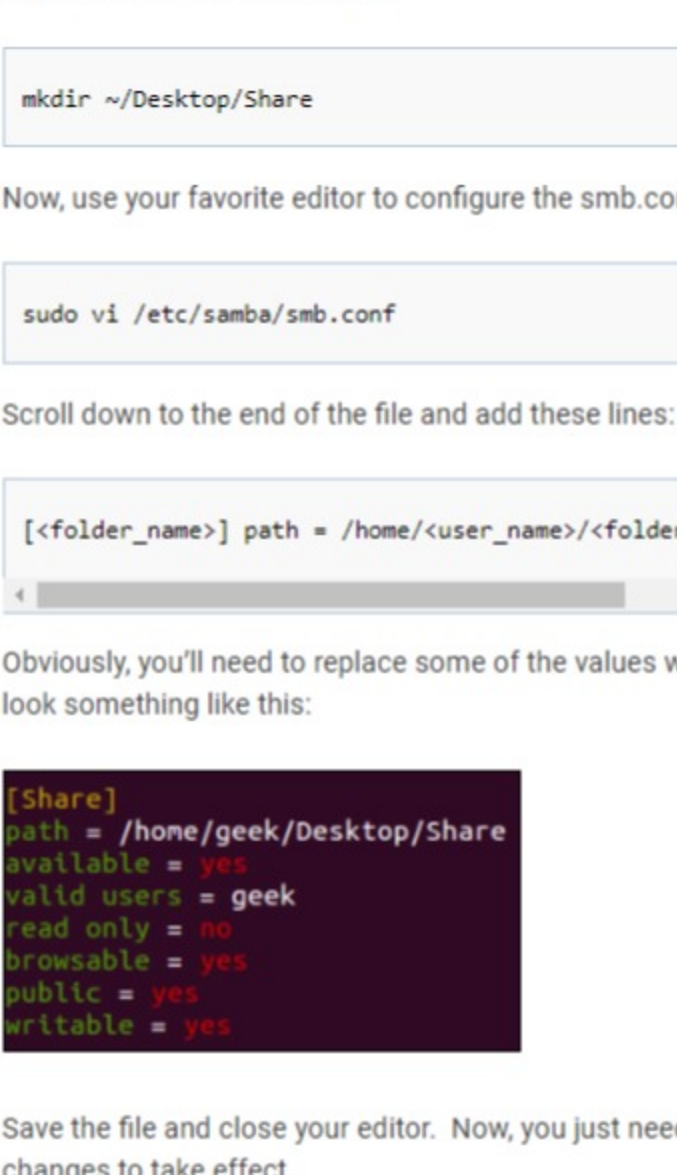 mkdir ~/Desktop/Share
Now, use your favorite editor to configure the
sudo vi /etc/samba/smb.conf
Scroll down to the end of the file and add these lines:
[<folder_name>] path = /home/<user_name>/<folder
Obviously, you'll need to replace some of the values
look something like this:
[Share]
path = /home/geek/Desktop/Share
available = yes
valid users = geek
read only = no
browsable = yes
public = yes
writable = yes
Save the file and close your editor. Now, you just
changes to take effect